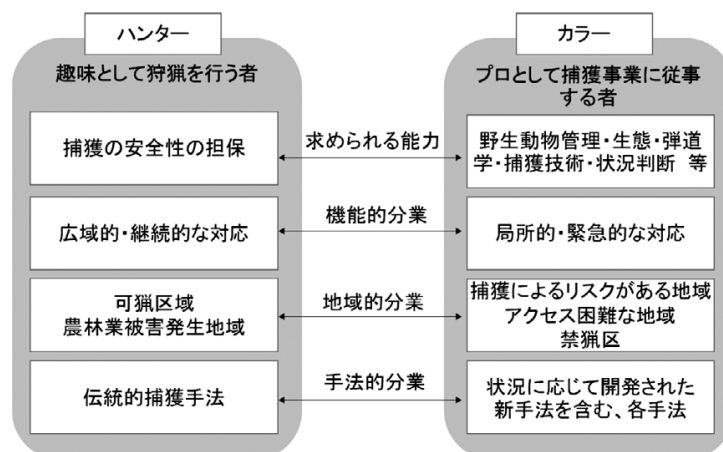 ハンター
カラー
趣味として狩猟を行う者
プロとして捕獲事業に従事
する者
捕獲の安全性の担保
求められる能力
野生動物管理・生態・弾道
学・捕獲技術・状況判断 等
広域的・継続的な対応
機能的分業
局所的・緊急的な対応
可猟区域
農林業被害発生地域
地域的分業
捕獲によるリスクがある地域
アクセス困難な地域
禁猟区
伝統的捕獲手法
手法的分業
状況に応じて開発された
新手法を含む、各手法